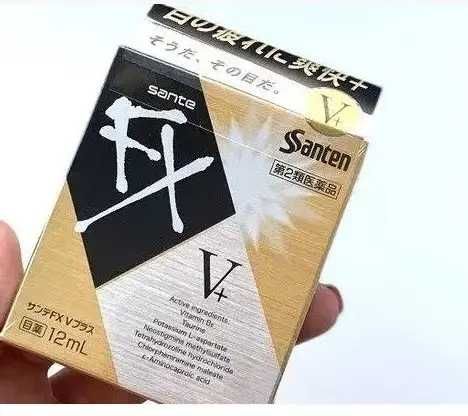 目の疲れに爽快+
そうだ、その目だ。
V+
sante
FX
Santen
第2類医薬品
V+
Active ingredients
Vitamin B₆
Taurine
Potassium L-aspartate
Neostigmine methylsulfate
Tetrahydrozoline hydrochloride
Chlorpheniramine maleate
ε-Aminocaproic acid
サンテFX Vプラス
目薬 12mL